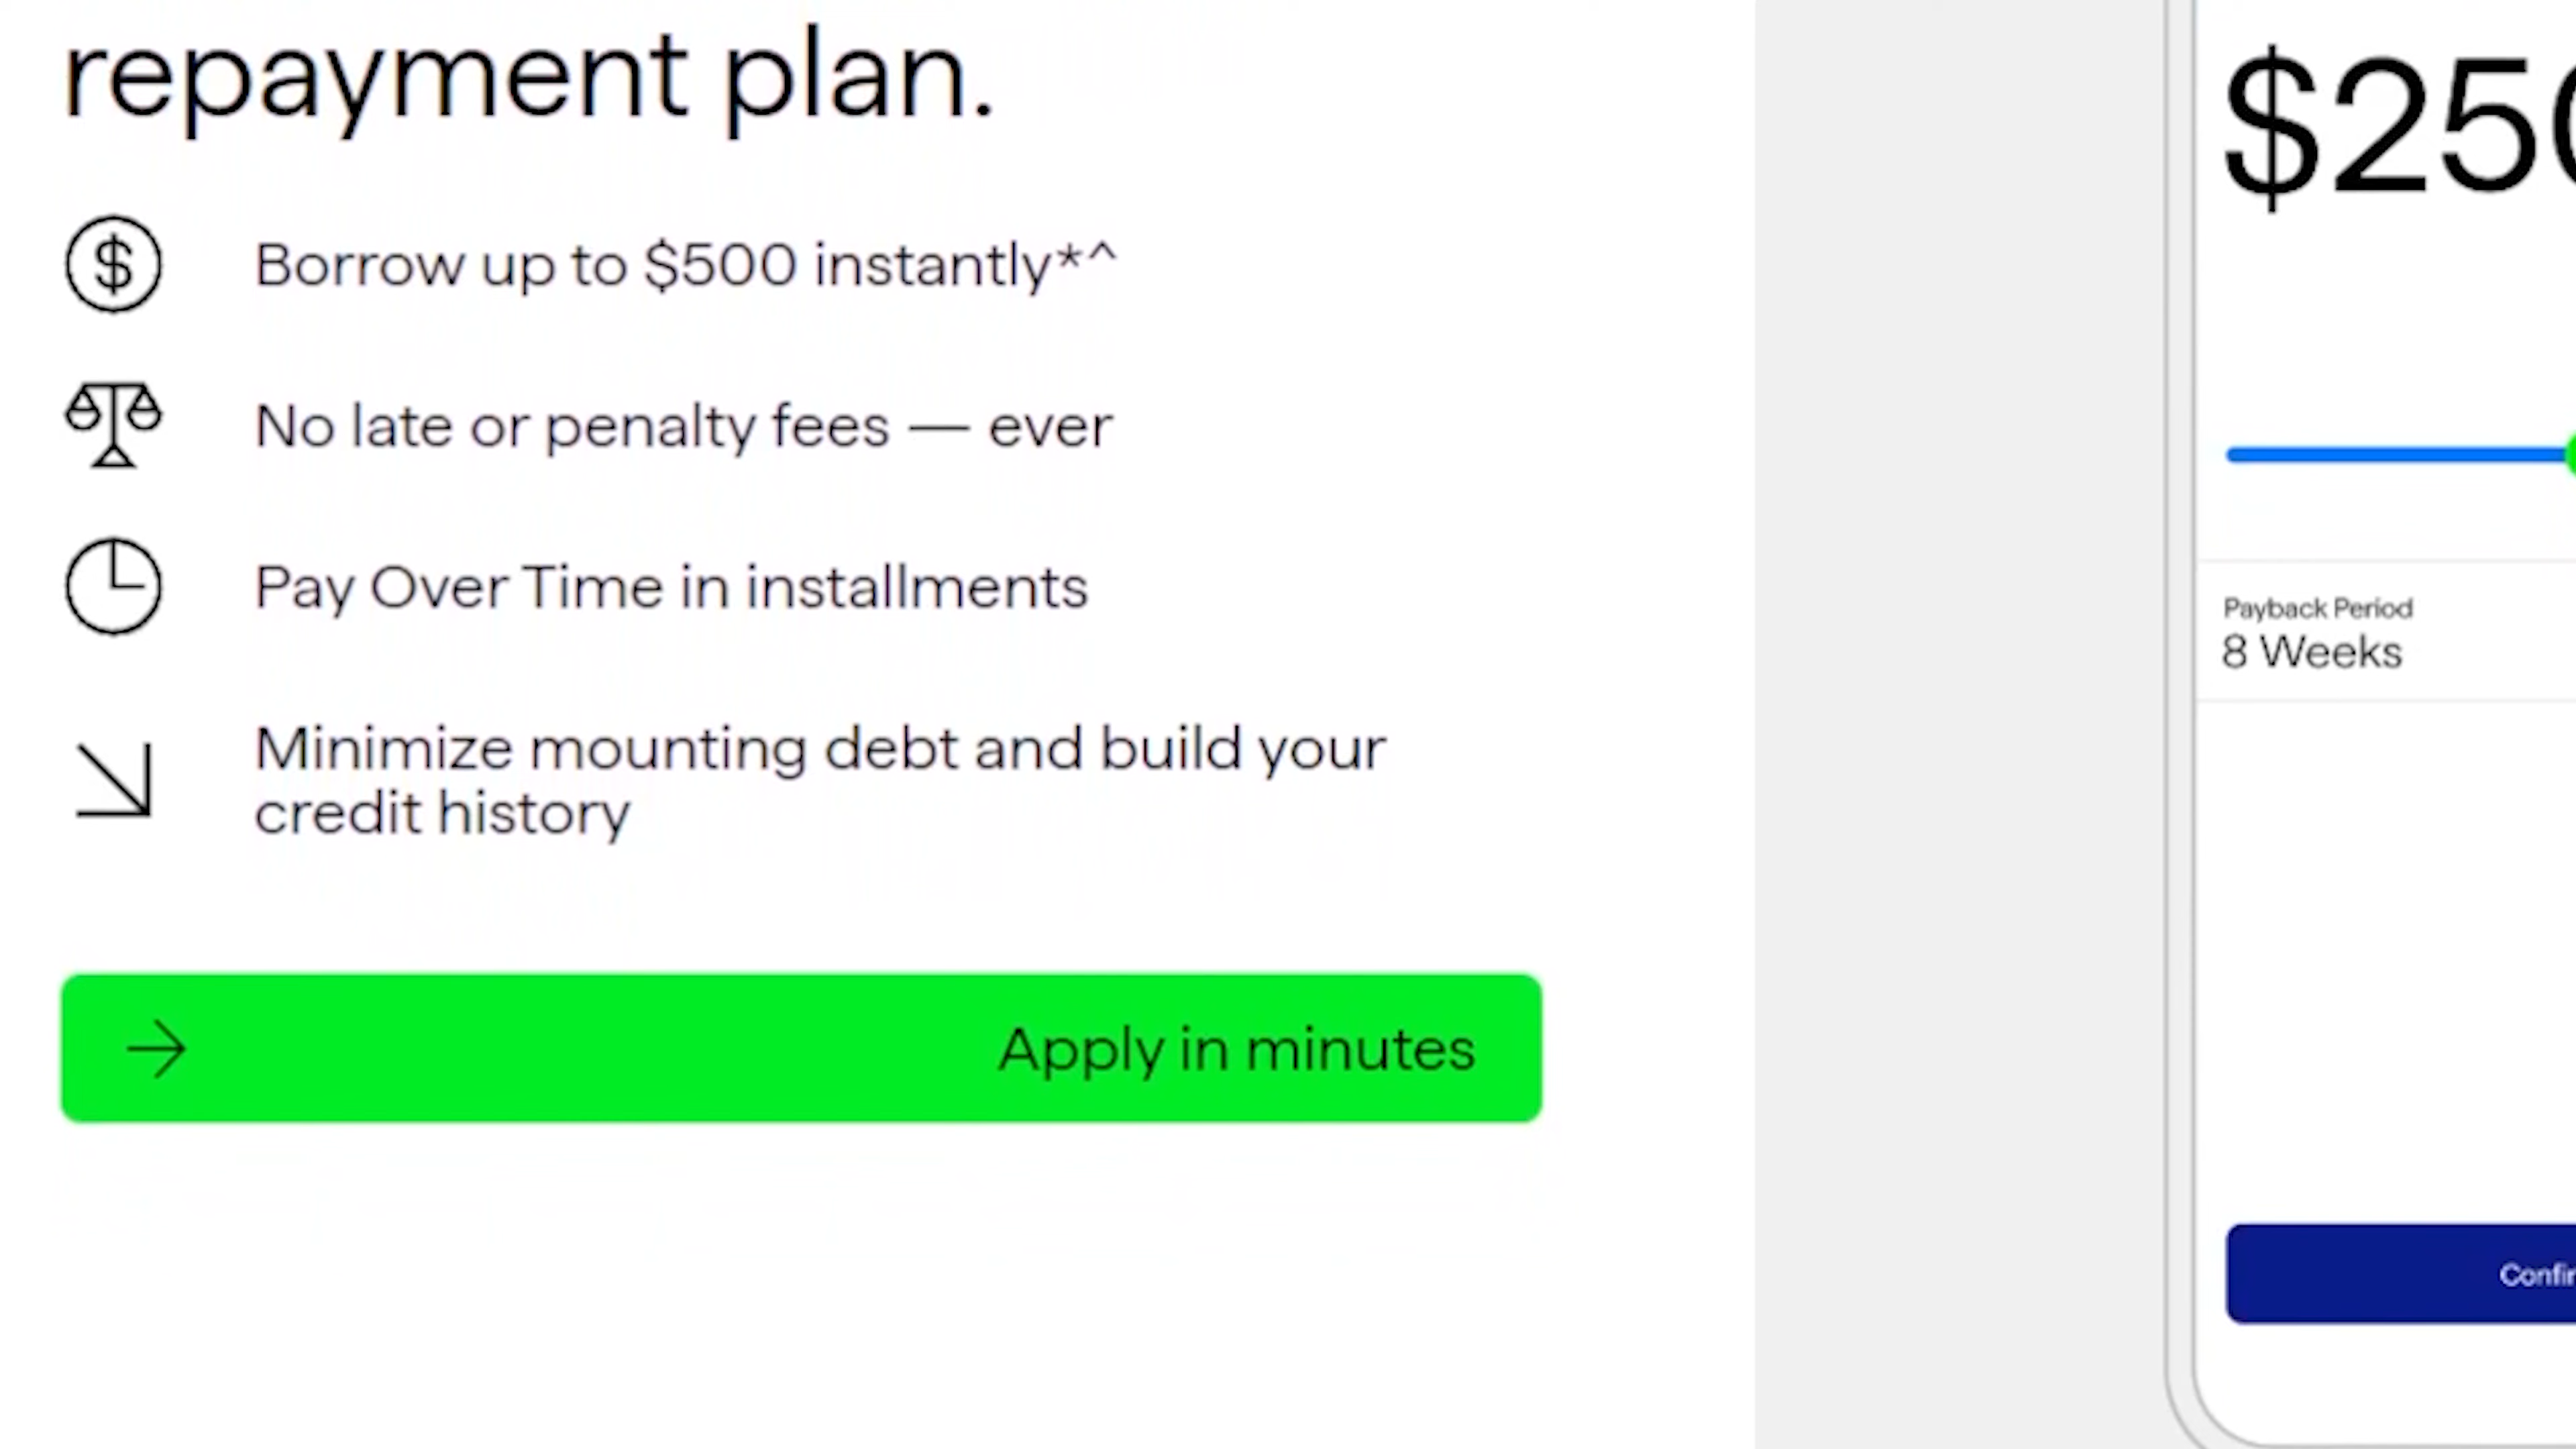 repayment plan.
Borrow up to $500 instantly*^
No late or penalty fees — ever
Pay Over Time in installments
Minimize mounting debt and build your
credit history
Apply in minutes
$250
Payback Period
8 Weeks